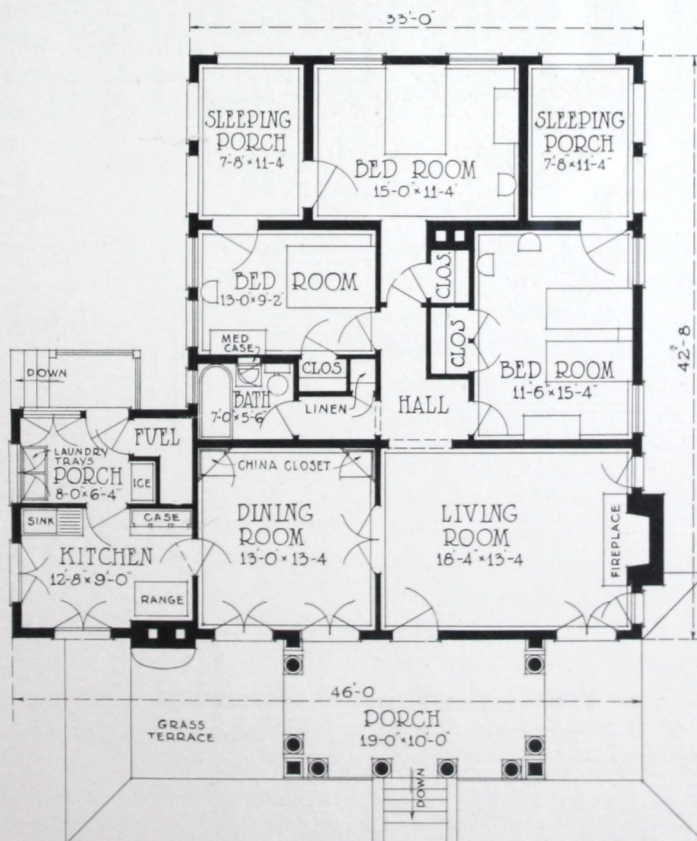 33'-0"
SLEEPING
PORCH
7'-8"×11'-4
BED ROOM
15'-0"×11'-4"
SLEEPING
PORCH
7'-8×11'-4"
BED ROOM
13'-0×9'-2"
CLOS
CLOS
MED
CASE
CLOS
BED ROOM
11'-6"×15'-4"
42'-8"
DOWN
BATH
7'-0"×5'-6"
LINEN
HALL
FUEL
LAUNDRY
TRAYS
PORCH
8'-0×6'-4"
ICE
CHINA CLOSET
SINK
CASE
DINING
ROOM
13'-0×13'-4
LIVING
ROOM
18'-4"×13'-4
FIREPLACE
KITCHEN
12'-8×9'-0"
RANGE
46'-0
PORCH
19'-0"×10'-0"
GRASS
TERRACE
DOWN